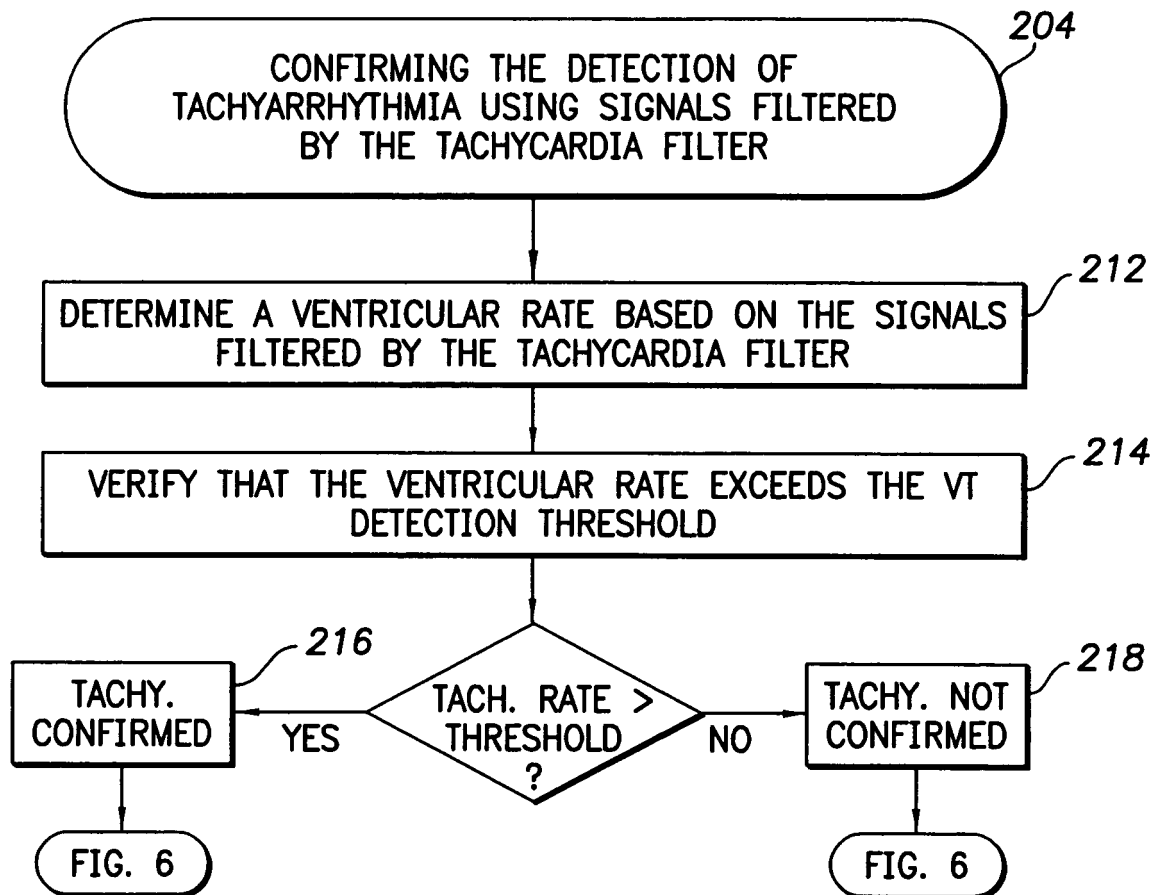 204
CONFIRMING THE DETECTION OF
TACHYARRHYTHMIA USING SIGNALS FILTERED
BY THE TACHYCARDIA FILTER
212
DETERMINE A VENTRICULAR RATE BASED ON THE SIGNALS
FILTERED BY THE TACHYCARDIA FILTER
214
VERIFY THAT THE VENTRICULAR RATE EXCEEDS THE VT
DETECTION THRESHOLD
216
TACHY.
CONFIRMED
YES
TACH. RATE >
THRESHOLD
?
NO
218
TACHY. NOT
CONFIRMED
FIG. 6
FIG. 6